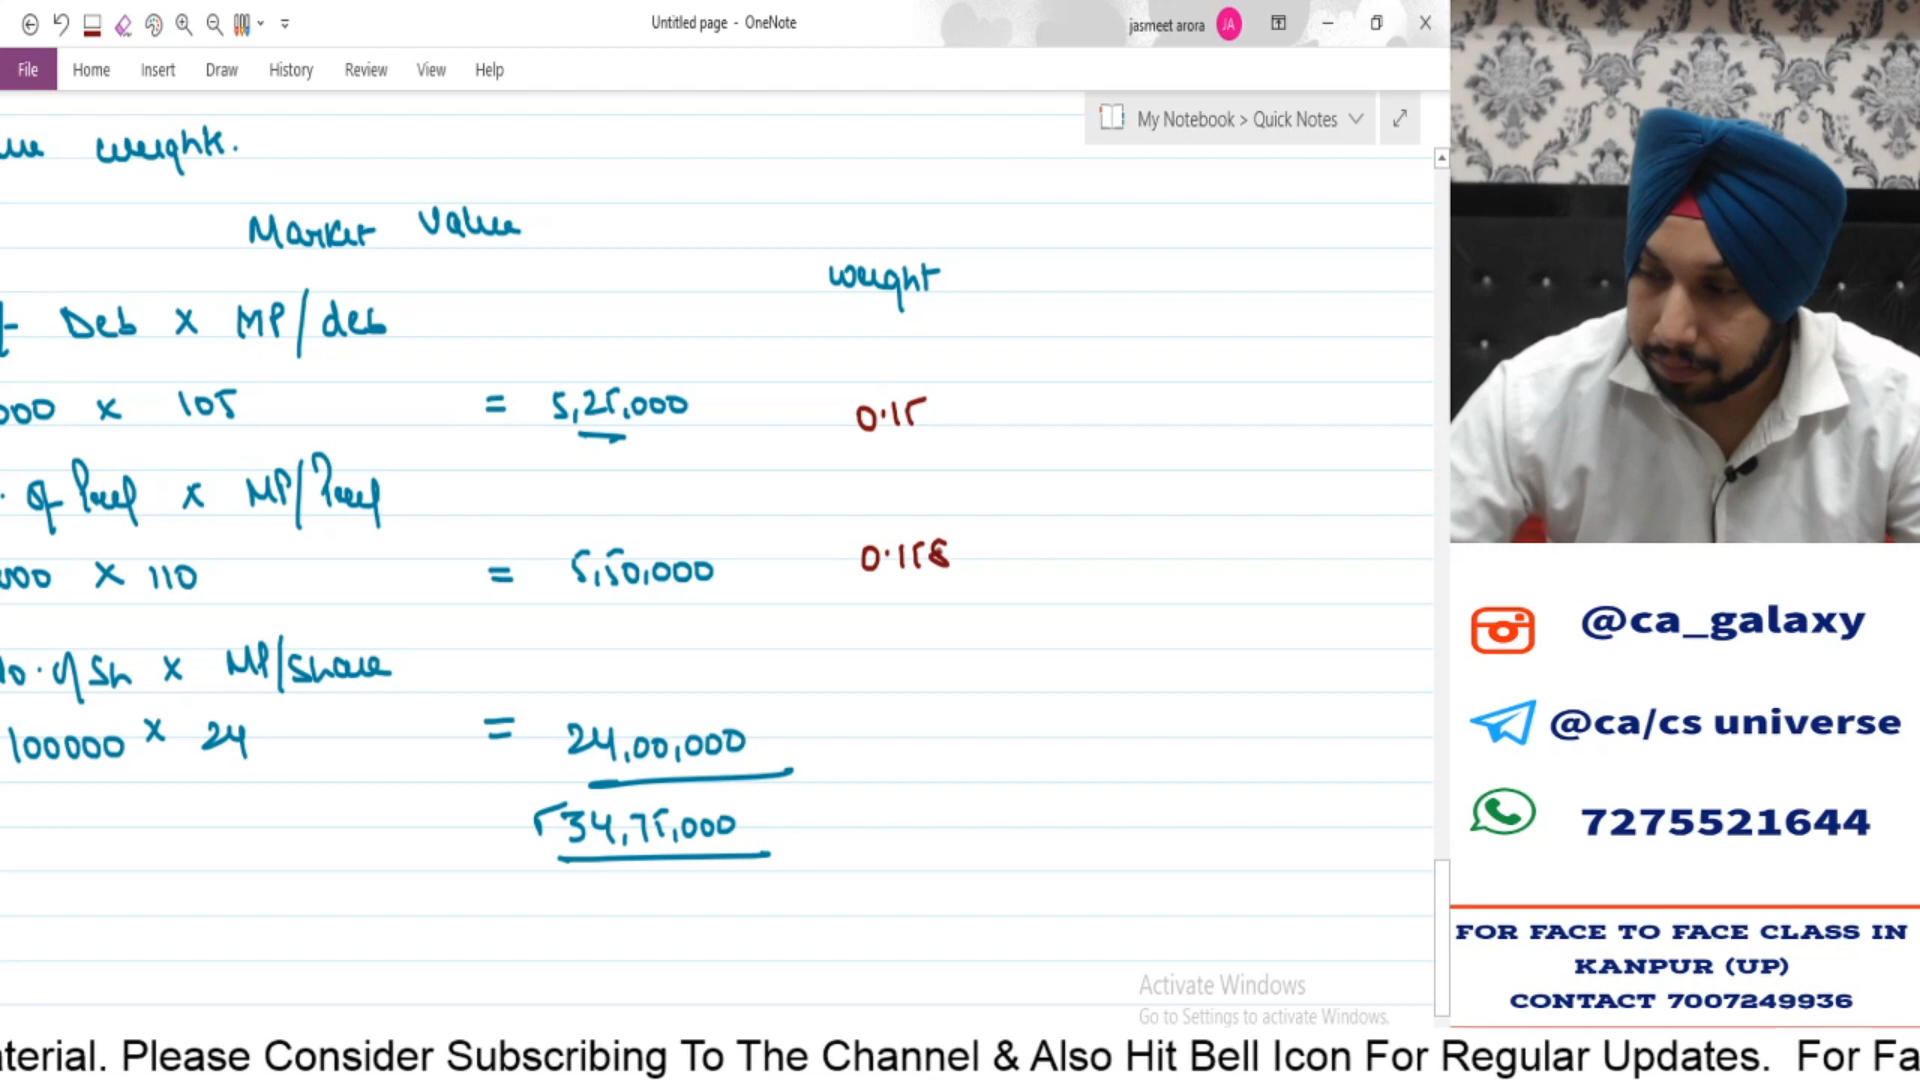 Untitled page - OneNote
jasmeet arora JA
File Home Insert Draw History Review View Help
My Notebook > Quick Notes
weights.
Market Value
weight
Deb x MP/deb
000 x 105 = 5,25,000 0.15
of Pref x MP/Pref
000 x 110 = 5,50,000 0.158
No. of Sh x MP/Share
100000 x 24 = 24,00,000
34,75,000
@ca_galaxy
@ca/cs universe
7275521644
FOR FACE TO FACE CLASS IN
KANPUR (UP)
CONTACT 7007249936
Activate Windows
Go to Settings to activate Windows.
aterial. Please Consider Subscribing To The Channel & Also Hit Bell Icon For Regular Updates. For Fa